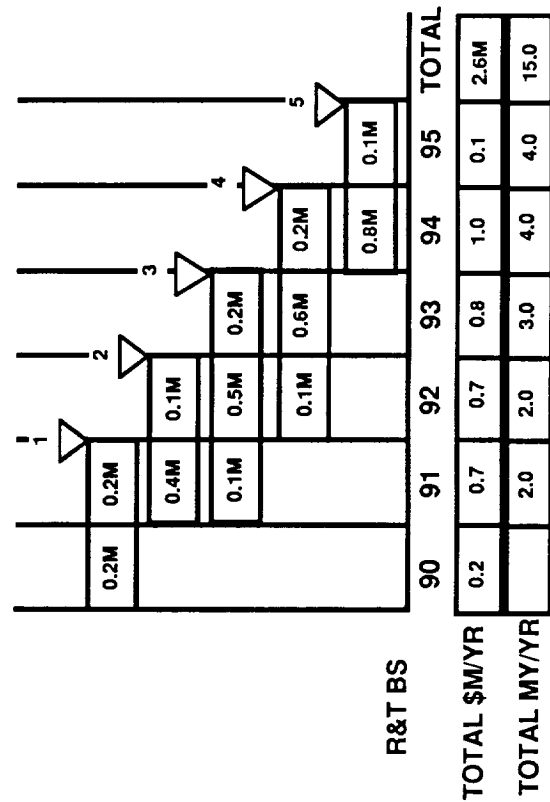 1
2
3
4
5
0.2M 0.2M
0.4M 0.1M
0.1M 0.5M 0.2M
0.1M 0.6M 0.2M
0.8M 0.1M
R&T BS 90 91 92 93 94 95 TOTAL
TOTAL $M/YR 0.2 0.7 0.7 0.8 1.0 0.1 2.6M
TOTAL MY/YR 2.0 2.0 3.0 4.0 4.0 15.0